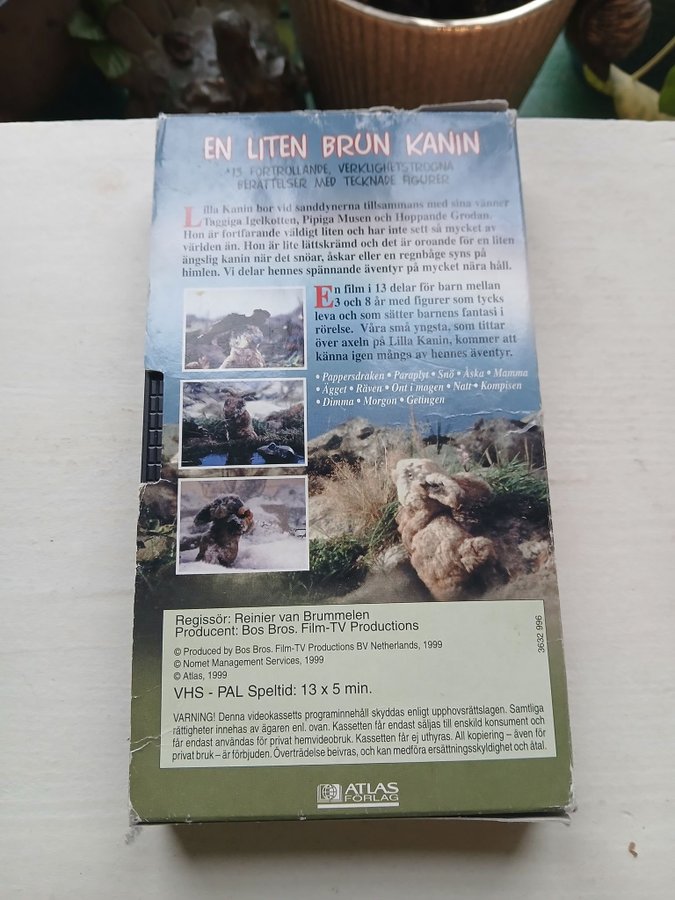 EN LITEN BRUN KANIN
*13 FÖRTROLLANDE, VERKLIGHETSTROGNA
BERÄTTELSER MED TECKNADE FIGURER
Lilla Kanin bor vid sanddynerna tillsammans med sina vänner
Taggiga Igelkotten, Pipiga Musen och Hoppande Grodan.
Hon är fortfarande väldigt liten och har inte sett så mycket av
världen än. Hon är lite lättskrämd och det är oroande för en liten
ängslig kanin när det snöar, åskar eller en regnbåge syns på
himlen. Vi delar hennes spännande äventyr på mycket nära håll.
En film i 13 delar för barn mellan
3 och 8 år med figurer som tycks
leva och som sätter barnens fantasi i
rörelse. Våra små yngsta, som tittar
över axeln på Lilla Kanin, kommer att
känna igen många av hennes äventyr.
• Pappersdraken • Paraplyt • Snö • Åska • Mamma
• Ägget • Räven • Ont i magen • Natt • Kompisen
• Dimma • Morgon • Getingen
Regissör: Reinier van Brummelen
Producent: Bos Bros. Film-TV Productions
© Produced by Bos Bros. Film-TV Productions BV Netherlands, 1999
© Nomet Management Services, 1999
© Atlas, 1999
VHS - PAL Speltid: 13 x 5 min.
3632 996
VARNING! Denna videokassetts programinnehåll skyddas enligt upphovsrättslagen. Samtliga
rättigheter innehas av ägaren enl. ovan. Kassetten får endast säljas till enskild konsument och
får endast användas för privat hemvideobruk. Kassetten får ej uthyras. All kopiering – även för
privat bruk – är förbjuden. Överträdelse beivras, och kan medföra ersättningsskyldighet och åtal.
ATLAS
FÖRLAG